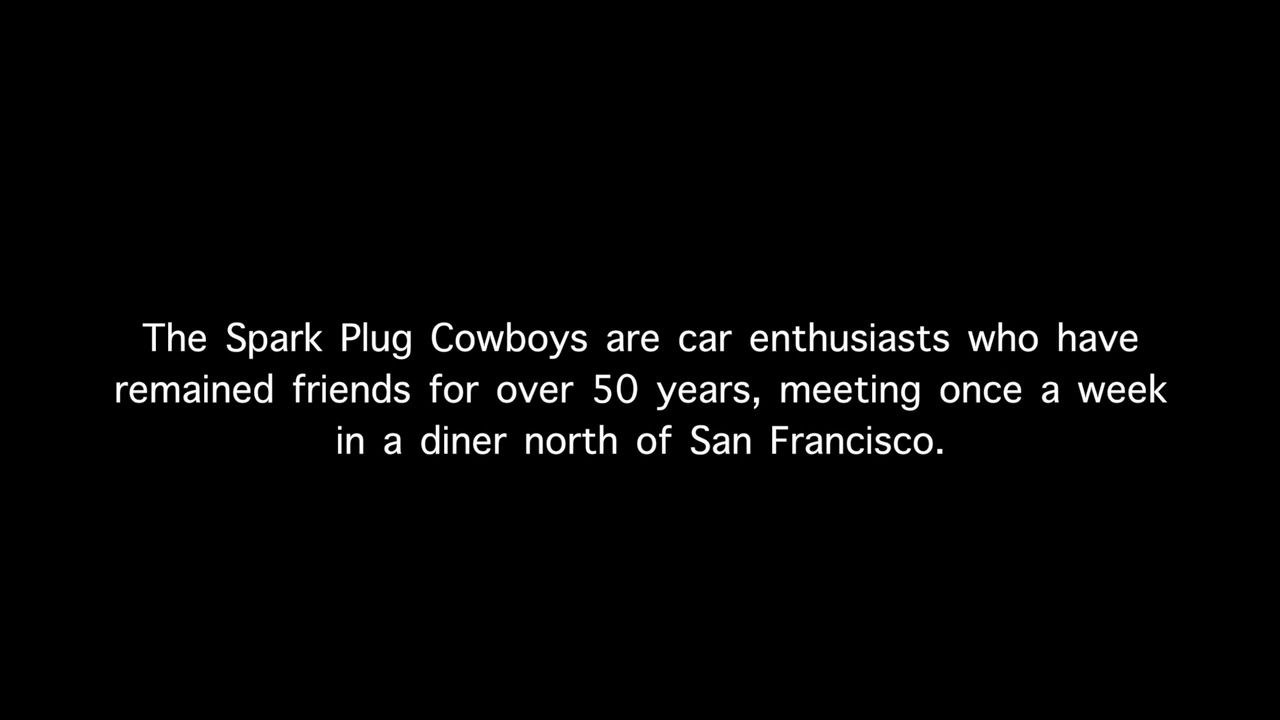 The Spark Plug Cowboys are car enthusiasts who have
remained friends for over 50 years, meeting once a week
in a diner north of San Francisco.